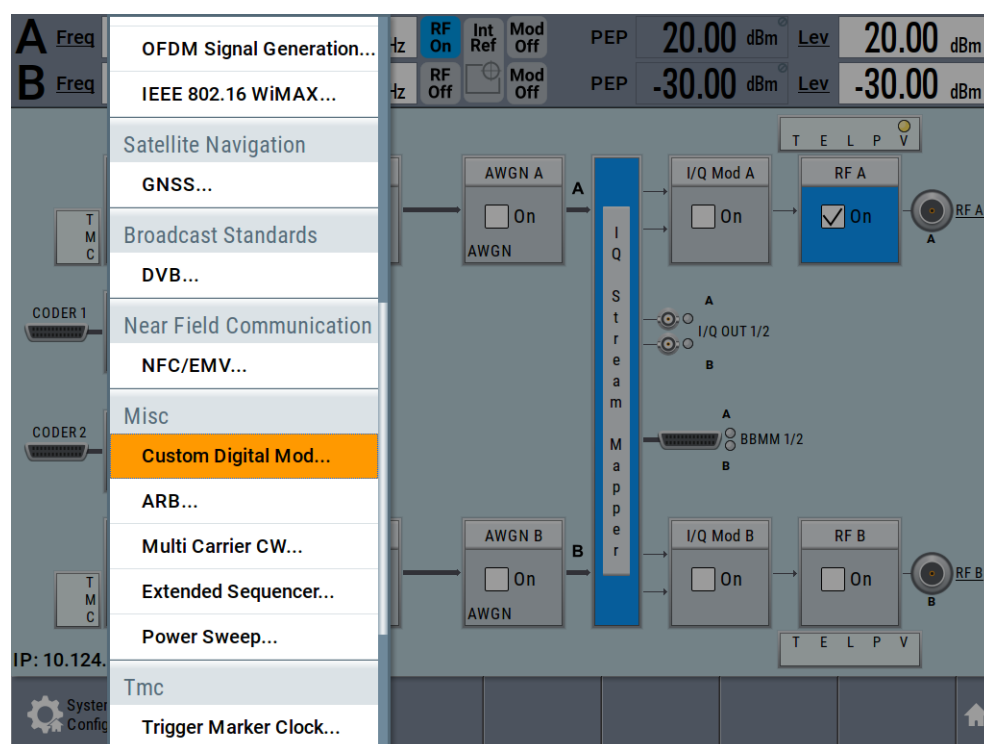 A Freq Hz RF On Int Ref Mod Off PEP 20.00 dBm Lev 20.00 dBm
B Freq Hz RF Off Mod Off PEP -30.00 dBm Lev -30.00 dBm
OFDM Signal Generation...
IEEE 802.16 WiMAX...
Satellite Navigation
GNSS...
Broadcast Standards
DVB...
Near Field Communication
NFC/EMV...
Misc
Custom Digital Mod...
ARB...
Multi Carrier CW...
Extended Sequencer...
Power Sweep...
Tmc
Trigger Marker Clock...
T M C
CODER 1
CODER 2
T M C
IP: 10.124.
System
Config
AWGN A
On
AWGN
A
IQ Stream Mapper
I/Q Mod A
On
T E L P V
RF A
On
RF A
A
A
I/Q OUT 1/2
B
A
BBMM 1/2
B
AWGN B
On
AWGN
B
I/Q Mod B
On
RF B
On
RF B
B
T E L P V